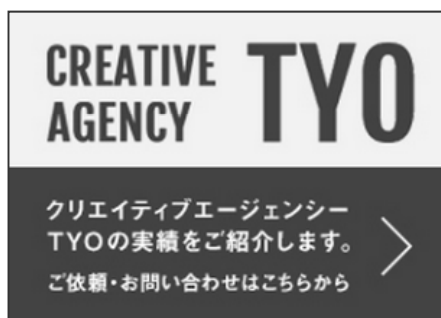 CREATIVE
AGENCY
TYO
クリエイティブエージェンシー
TYOの実績をご紹介します。
ご依頼・お問い合わせはこちらから